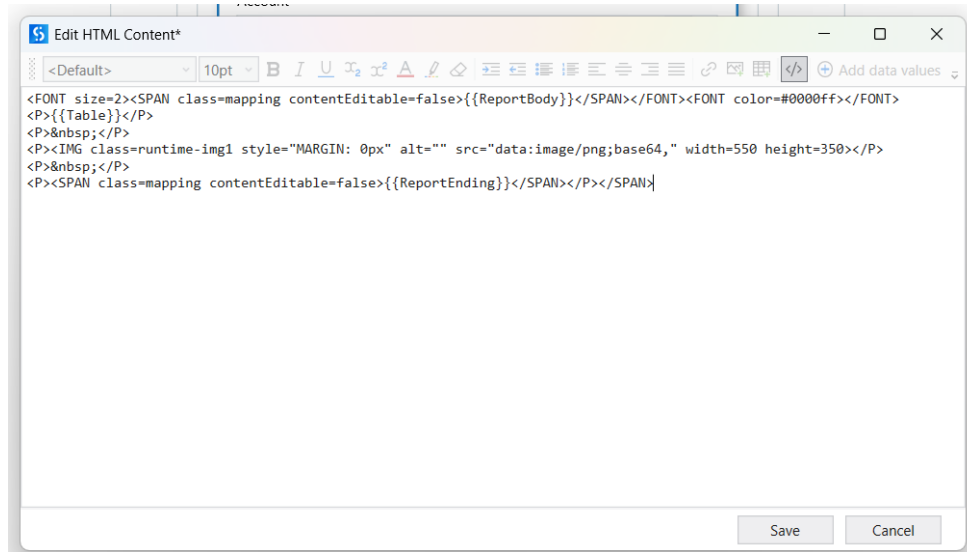 Edit HTML Content*
<Default> 10pt B I U x₂ x² A </> Add data values
<FONT size=2><SPAN class=mapping contentEditable=false>{{ReportBody}}</SPAN></FONT><FONT color=#0000ff></FONT>
<P>{{Table}}</P>
<P>&nbsp;</P>
<P><IMG class=runtime-img1 style="MARGIN: 0px" alt="" src="data:image/png;base64," width=550 height=350></P>
<P>&nbsp;</P>
<P><SPAN class=mapping contentEditable=false>{{ReportEnding}}</SPAN></P></SPAN>
Save Cancel